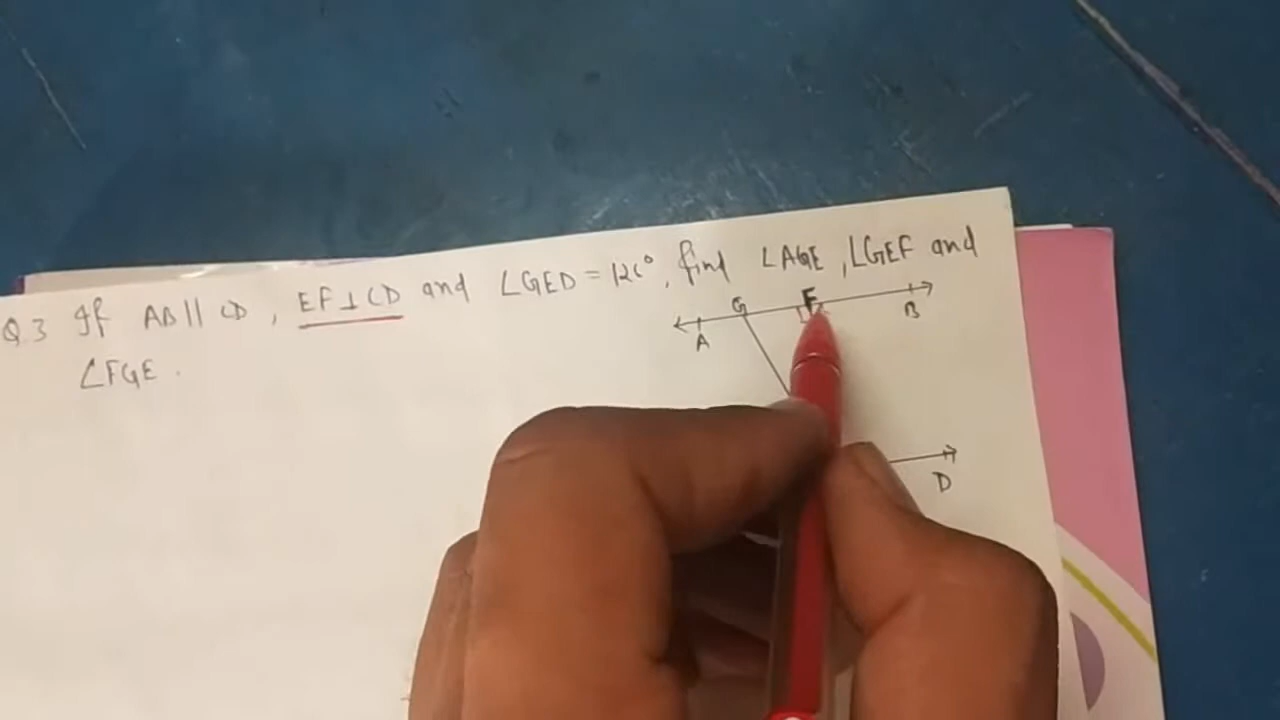 Q.3 If AB || CD , EF ⊥ CD and ∠GED = 126° , find ∠AGE , ∠GEF and
∠FGE .
G F B
A
D